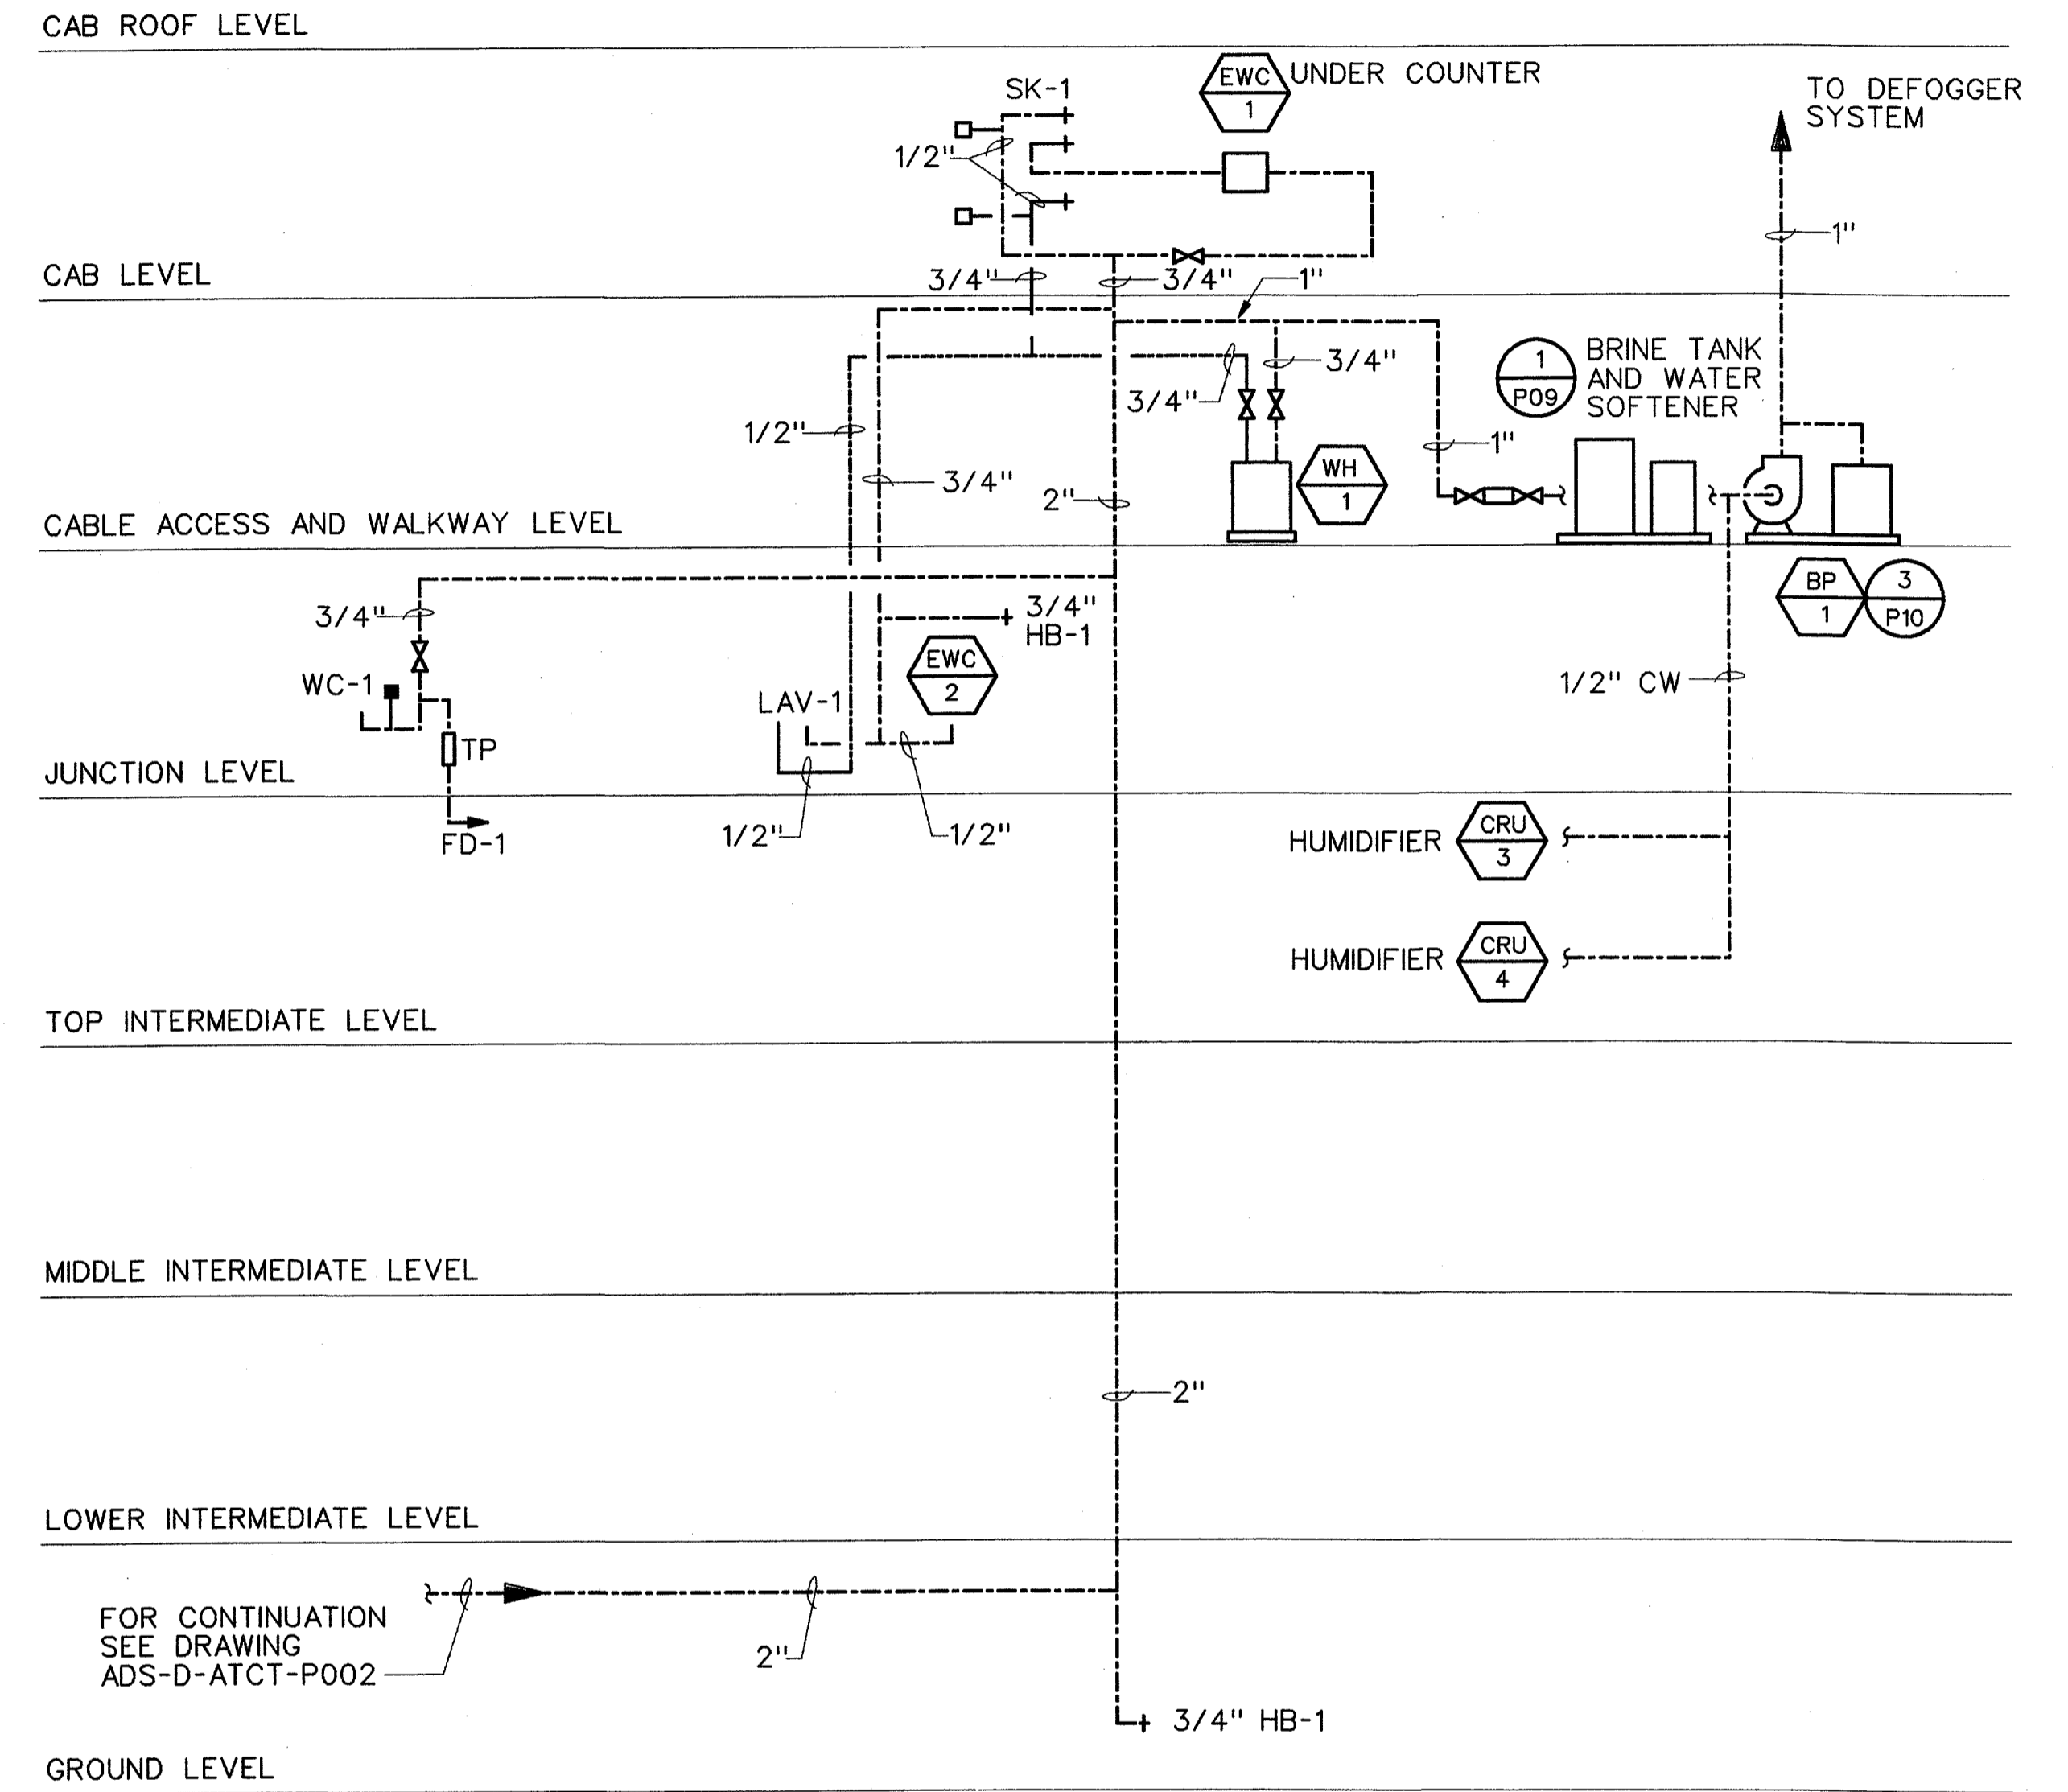 CAB ROOF LEVEL
EWC
1
UNDER COUNTER
SK-1
TO DEFOGGER
SYSTEM
1/2"
1"
CAB LEVEL
3/4"
3/4"
1"
3/4"
3/4"
1
P09
BRINE TANK
AND WATER
SOFTENER
1/2"
1"
3/4"
2"
WH
1
CABLE ACCESS AND WALKWAY LEVEL
3/4"
3/4"
HB-1
BP
1
3
P10
WC-1
EWC
2
LAV-1
1/2" CW
TP
JUNCTION LEVEL
FD-1
1/2"
1/2"
HUMIDIFIER
CRU
3
HUMIDIFIER
CRU
4
TOP INTERMEDIATE LEVEL
MIDDLE INTERMEDIATE LEVEL
2"
LOWER INTERMEDIATE LEVEL
FOR CONTINUATION
SEE DRAWING
ADS-D-ATCT-P002
2"
3/4" HB-1
GROUND LEVEL